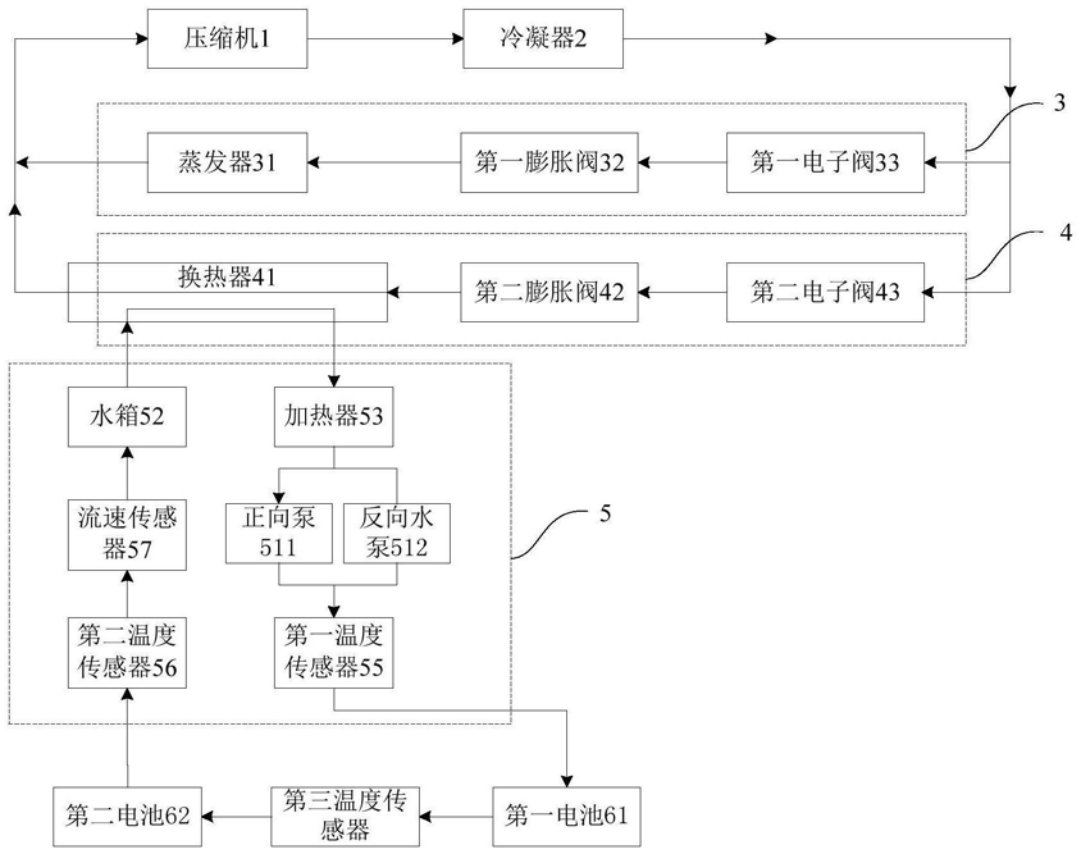 压缩机1
冷凝器2
3
蒸发器31
第一膨胀阀32
第一电子阀33
4
换热器41
第二膨胀阀42
第二电子阀43
水箱52
加热器53
流速传感
器57
正向泵
511
反向水
泵512
5
第二温度
传感器56
第一温度
传感器55
第二电池62
第三温度传
感器
第一电池61